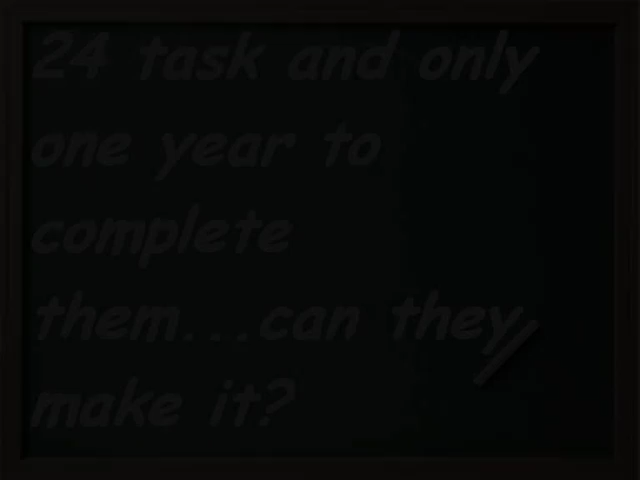 24 task and only
one year to
complete
them...can they
make it?